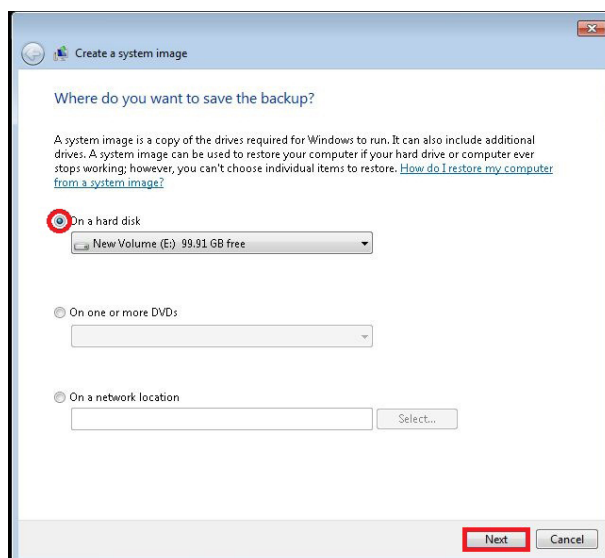 Create a system image
Where do you want to save the backup?
A system image is a copy of the drives required for Windows to run. It can also include additional
drives. A system image can be used to restore your computer if your hard drive or computer ever
stops working; however, you can't choose individual items to restore. How do I restore my computer
from a system image?
On a hard disk
New Volume (E:) 99.91 GB free
On one or more DVDs
On a network location
Select...
Next Cancel